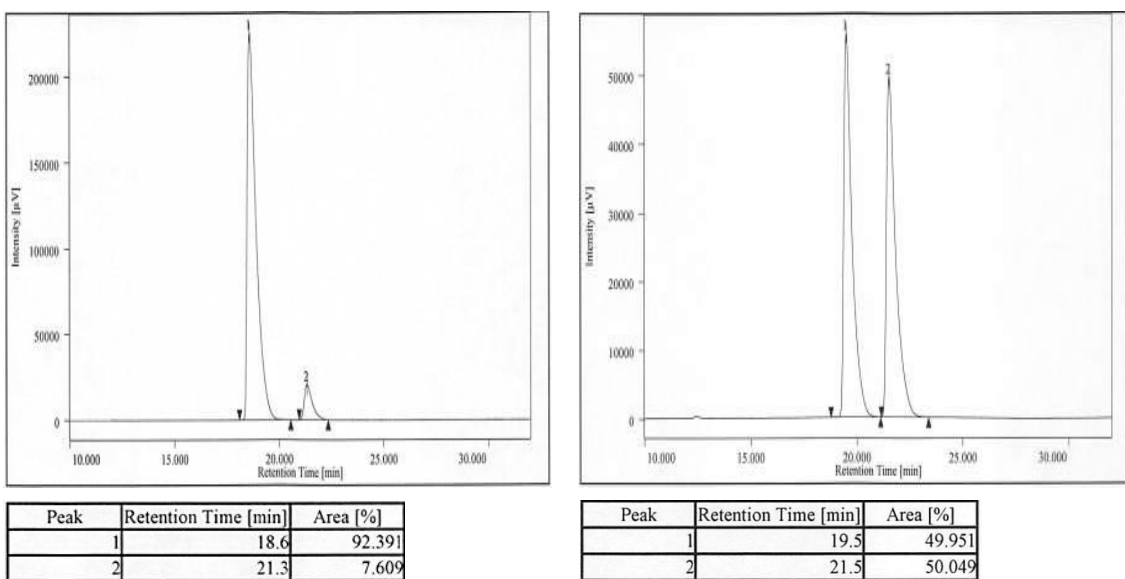 1
200000
150000
100000
50000
0
Intensity [µV]
2
10.000 15.000 20.000 25.000 30.000
Retention Time [min]
Peak Retention Time [min] Area [%]
1 18.6 92.391
2 21.3 7.609
1
2
50000
40000
30000
20000
10000
0
Intensity [µV]
10.000 15.000 20.000 25.000 30.000
Retention Time [min]
Peak Retention Time [min] Area [%]
1 19.5 49.951
2 21.5 50.049